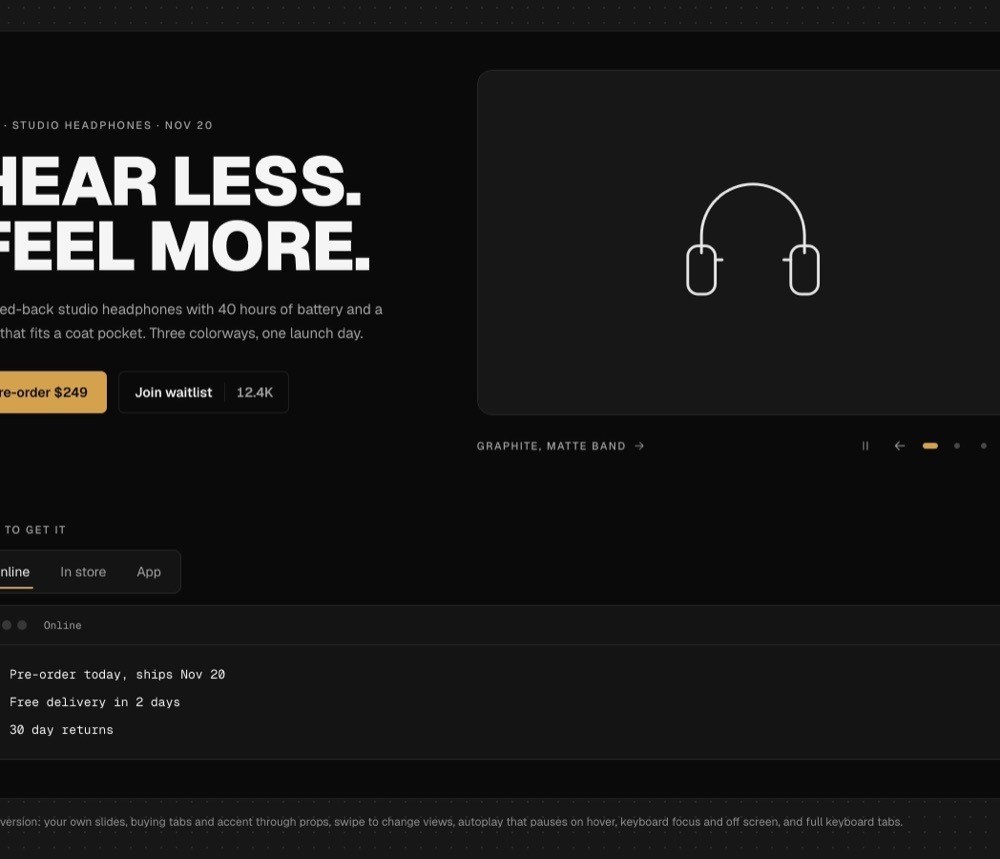 · STUDIO HEADPHONES · NOV 20
HEAR LESS.
FEEL MORE.
ed-back studio headphones with 40 hours of battery and a
that fits a coat pocket. Three colorways, one launch day.
re-order $249
Join waitlist 12.4K
GRAPHITE, MATTE BAND →
TO GET IT
nline In store App
Online
Pre-order today, ships Nov 20
Free delivery in 2 days
30 day returns
version: your own slides, buying tabs and accent through props, swipe to change views, autoplay that pauses on hover, keyboard focus and off screen, and full keyboard tabs.